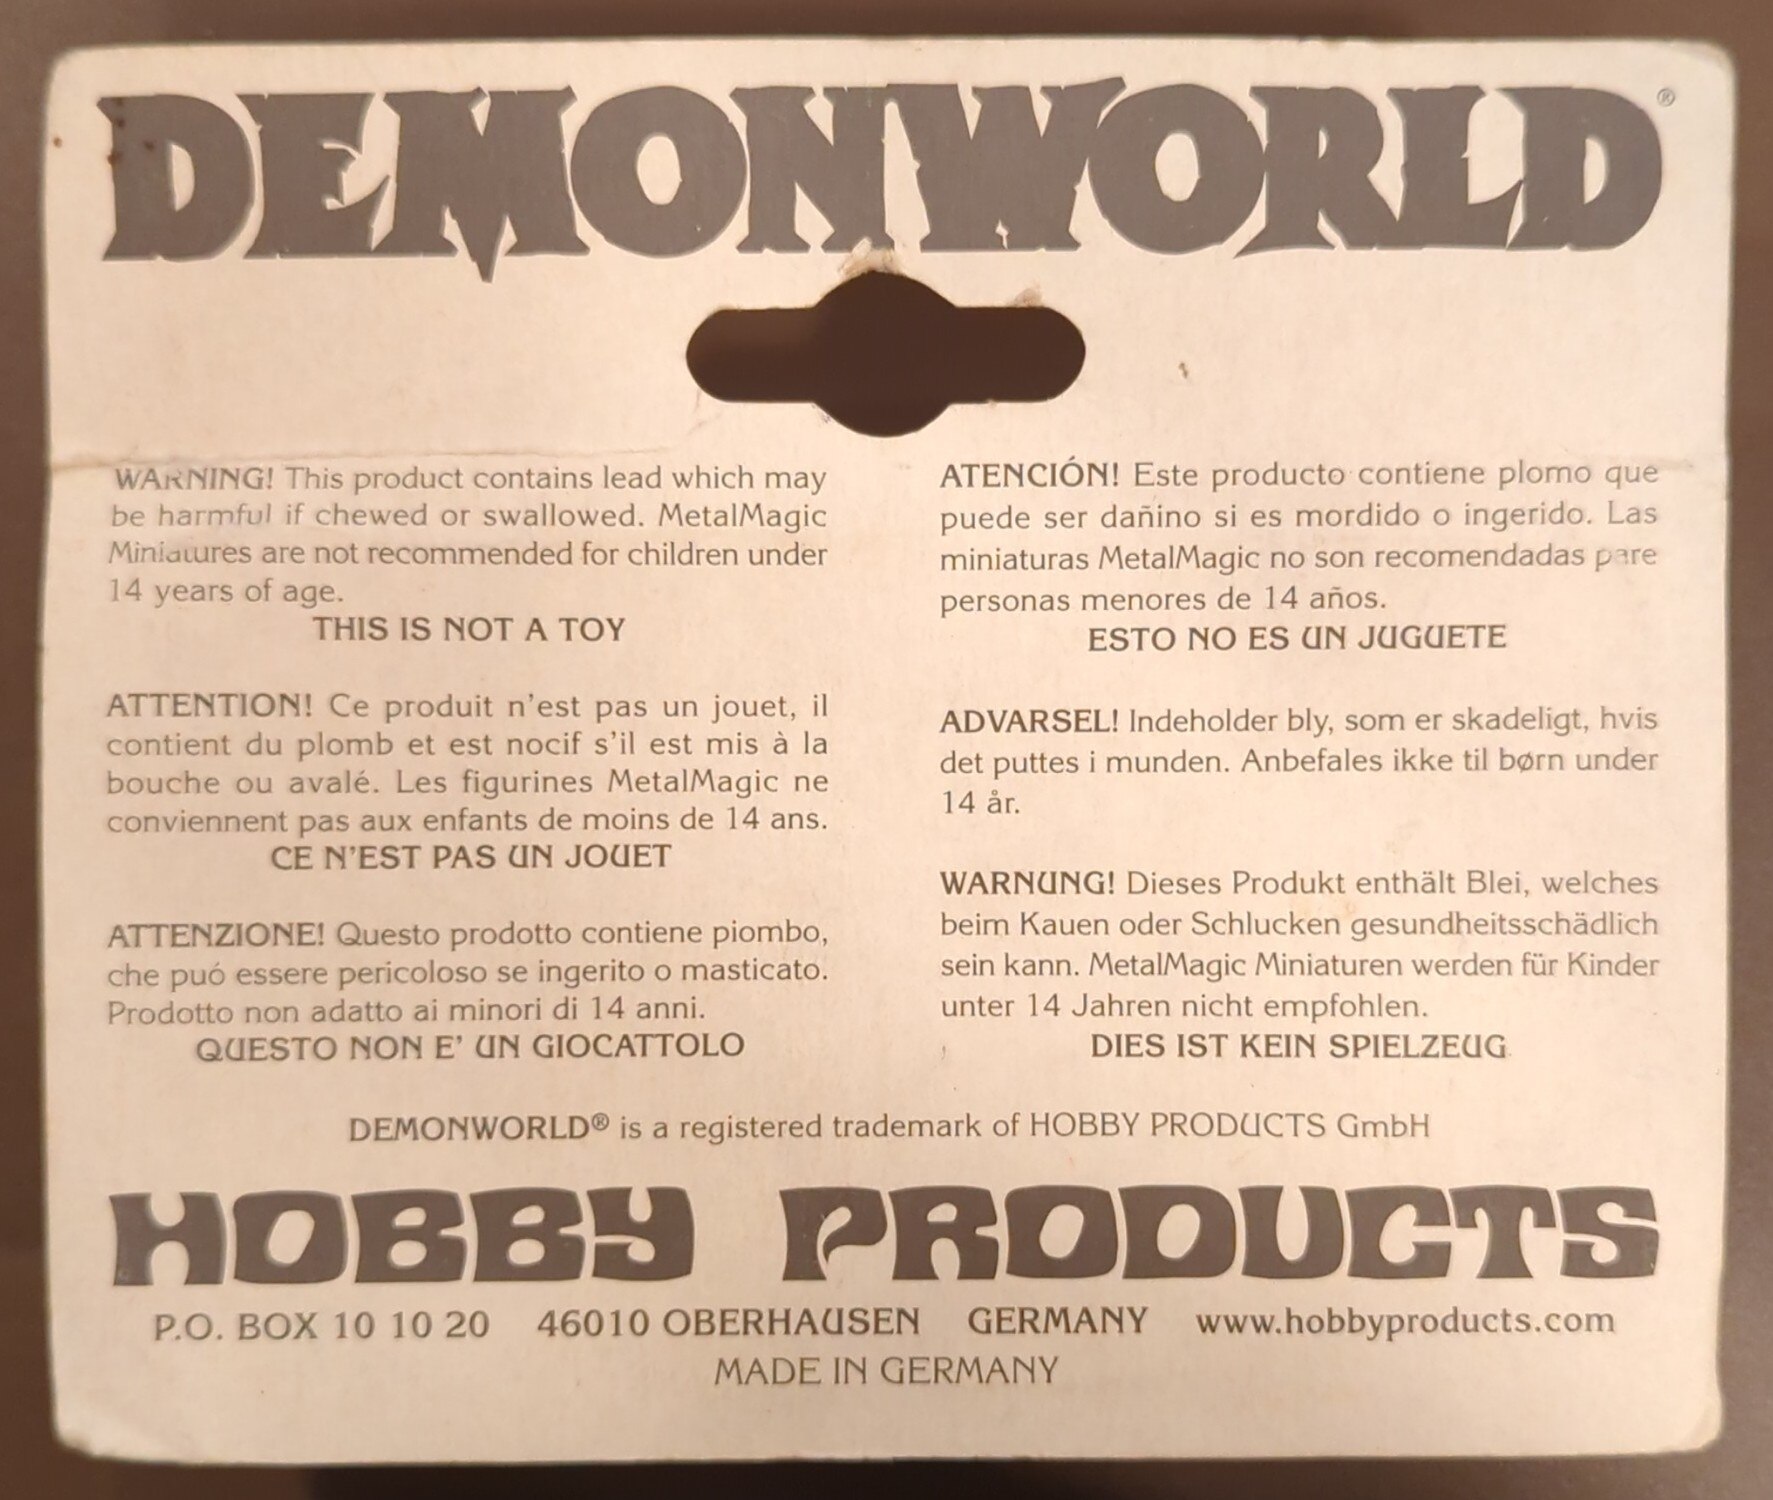 DEMONWORLD®
WARNING! This product contains lead which may
be harmful if chewed or swallowed. MetalMagic
Miniatures are not recommended for children under
14 years of age.
THIS IS NOT A TOY
ATTENTION! Ce produit n'est pas un jouet, il
contient du plomb et est nocif s'il est mis à la
bouche ou avalé. Les figurines MetalMagic ne
conviennent pas aux enfants de moins de 14 ans.
CE N'EST PAS UN JOUET
ATTENZIONE! Questo prodotto contiene piombo,
che puó essere pericoloso se ingerito o masticato.
Prodotto non adatto ai minori di 14 anni.
QUESTO NON E' UN GIOCATTOLO
ATENCIÓN! Este producto contiene plomo que
puede ser dañino si es mordido o ingerido. Las
miniaturas MetalMagic no son recomendadas pare
personas menores de 14 años.
ESTO NO ES UN JUGUETE
ADVARSEL! Indeholder bly, som er skadeligt, hvis
det puttes i munden. Anbefales ikke til børn under
14 år.
WARNUNG! Dieses Produkt enthält Blei, welches
beim Kauen oder Schlucken gesundheitsschädlich
sein kann. MetalMagic Miniaturen werden für Kinder
unter 14 Jahren nicht empfohlen.
DIES IST KEIN SPIELZEUG
DEMONWORLD® is a registered trademark of HOBBY PRODUCTS GmbH
HOBBY PRODUCTS
P.O. BOX 10 10 20 46010 OBERHAUSEN GERMANY www.hobbyproducts.com
MADE IN GERMANY